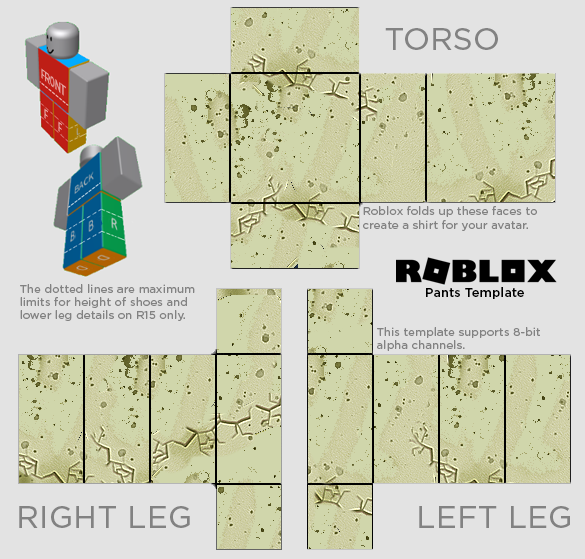 TORSO
FRONT
F
F
L
BACK
B
B
R
Roblox folds up these faces to
create a shirt for your avatar.
ROBLOX
Pants Template
The dotted lines are maximum
limits for height of shoes and
lower leg details on R15 only.
This template supports 8-bit
alpha channels.
RIGHT LEG
LEFT LEG